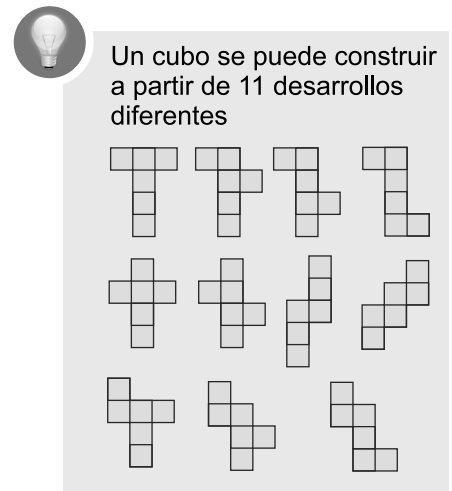 Un cubo se puede construir
a partir de 11 desarrollos
diferentes